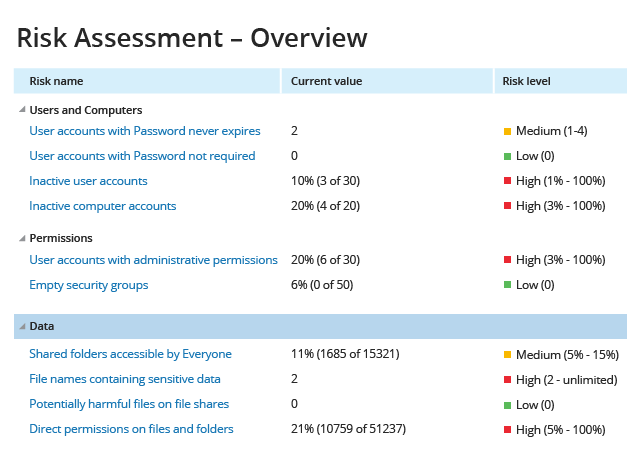 Risk Assessment – Overview
Risk name Current value Risk level
Users and Computers
User accounts with Password never expires 2 Medium (1-4)
User accounts with Password not required 0 Low (0)
Inactive user accounts 10% (3 of 30) High (1% - 100%)
Inactive computer accounts 20% (4 of 20) High (3% - 100%)
Permissions
User accounts with administrative permissions 20% (6 of 30) High (3% - 100%)
Empty security groups 6% (0 of 50) Low (0)
Data
Shared folders accessible by Everyone 11% (1685 of 15321) Medium (5% - 15%)
File names containing sensitive data 2 High (2 - unlimited)
Potentially harmful files on file shares 0 Low (0)
Direct permissions on files and folders 21% (10759 of 51237) High (5% - 100%)